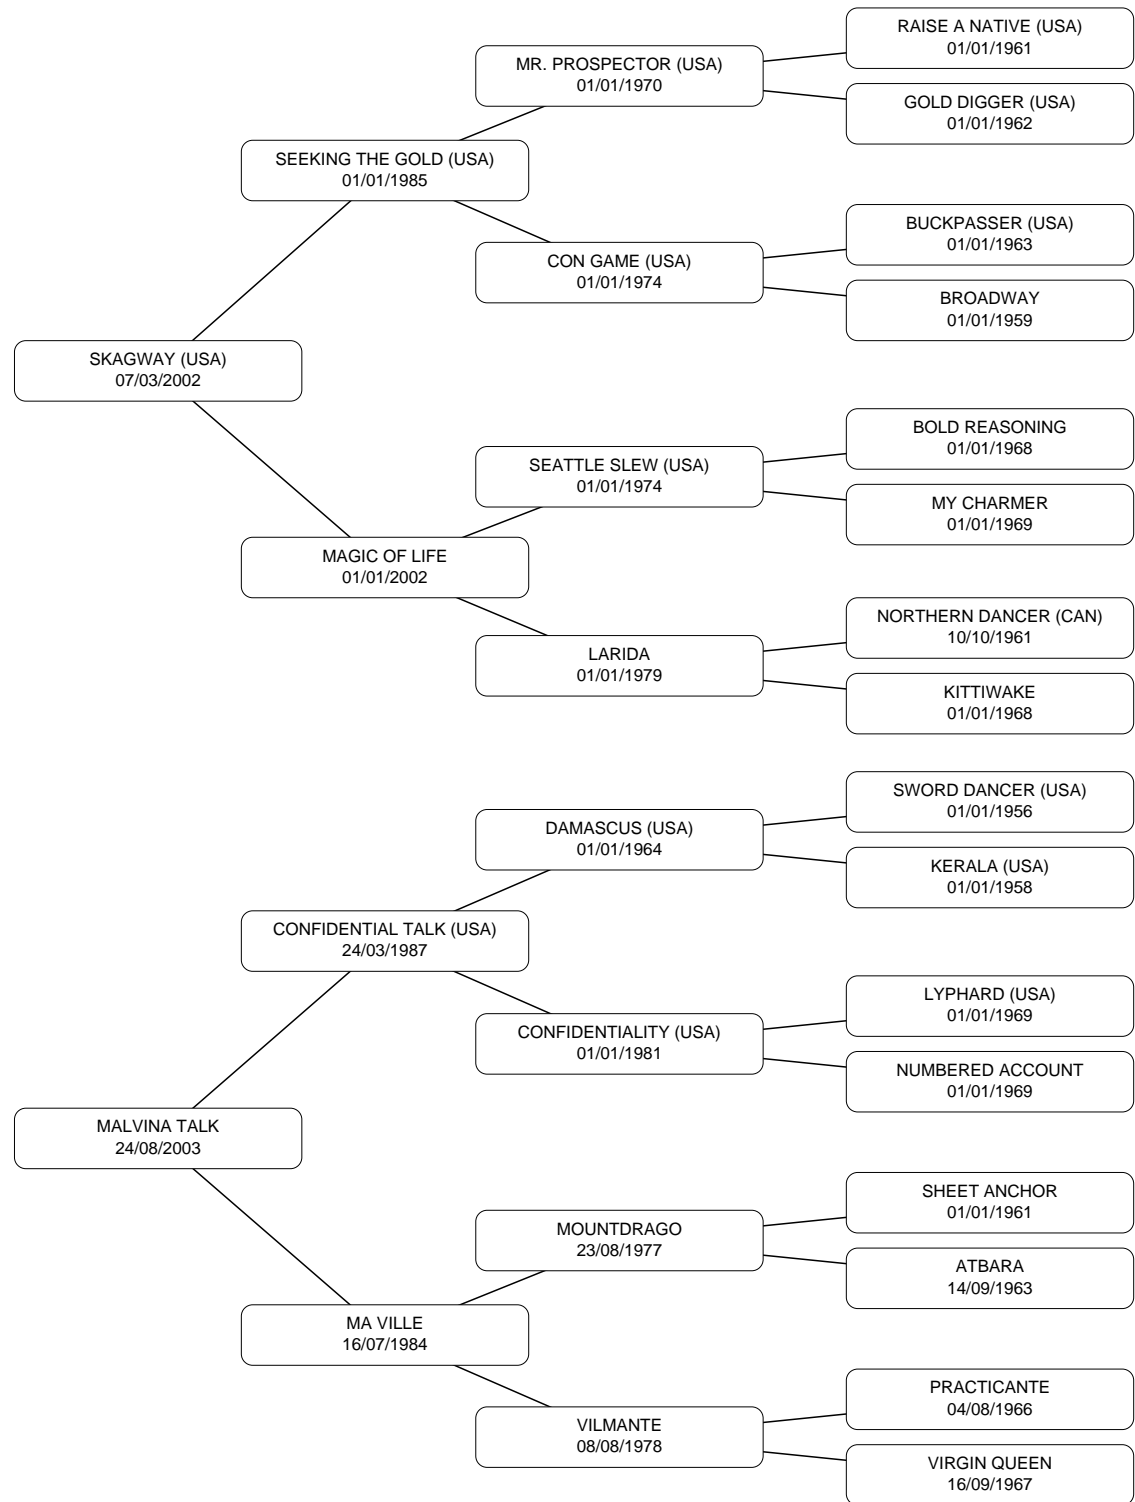 RAISE A NATIVE (USA)
01/01/1961
MR. PROSPECTOR (USA)
01/01/1970
GOLD DIGGER (USA)
01/01/1962
SEEKING THE GOLD (USA)
01/01/1985
BUCKPASSER (USA)
01/01/1963
CON GAME (USA)
01/01/1974
BROADWAY
01/01/1959
SKAGWAY (USA)
07/03/2002
BOLD REASONING
01/01/1968
SEATTLE SLEW (USA)
01/01/1974
MY CHARMER
01/01/1969
MAGIC OF LIFE
01/01/2002
NORTHERN DANCER (CAN)
10/10/1961
LARIDA
01/01/1979
KITTIWAKE
01/01/1968
SWORD DANCER (USA)
01/01/1956
DAMASCUS (USA)
01/01/1964
KERALA (USA)
01/01/1958
CONFIDENTIAL TALK (USA)
24/03/1987
LYPHARD (USA)
01/01/1969
CONFIDENTIALITY (USA)
01/01/1981
NUMBERED ACCOUNT
01/01/1969
MALVINA TALK
24/08/2003
SHEET ANCHOR
01/01/1961
MOUNTDRAGO
23/08/1977
ATBARA
14/09/1963
MA VILLE
16/07/1984
PRACTICANTE
04/08/1966
VILMANTE
08/08/1978
VIRGIN QUEEN
16/09/1967